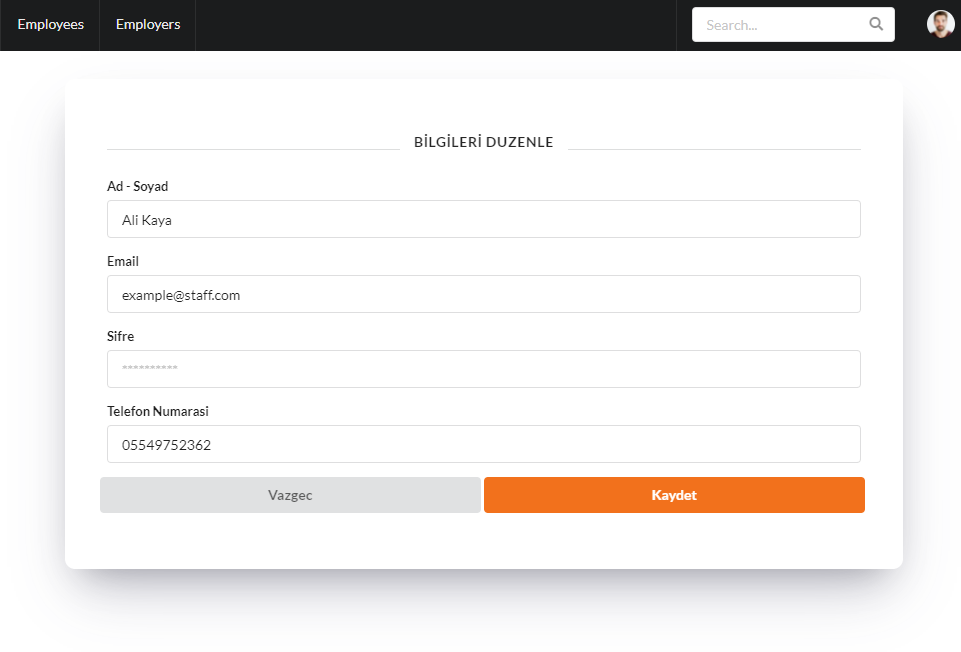 Employees Employers Search...
BİLGİLERİ DUZENLE
Ad - Soyad
Ali Kaya
Email
example@staff.com
Sifre
**********
Telefon Numarasi
05549752362
Vazgec Kaydet